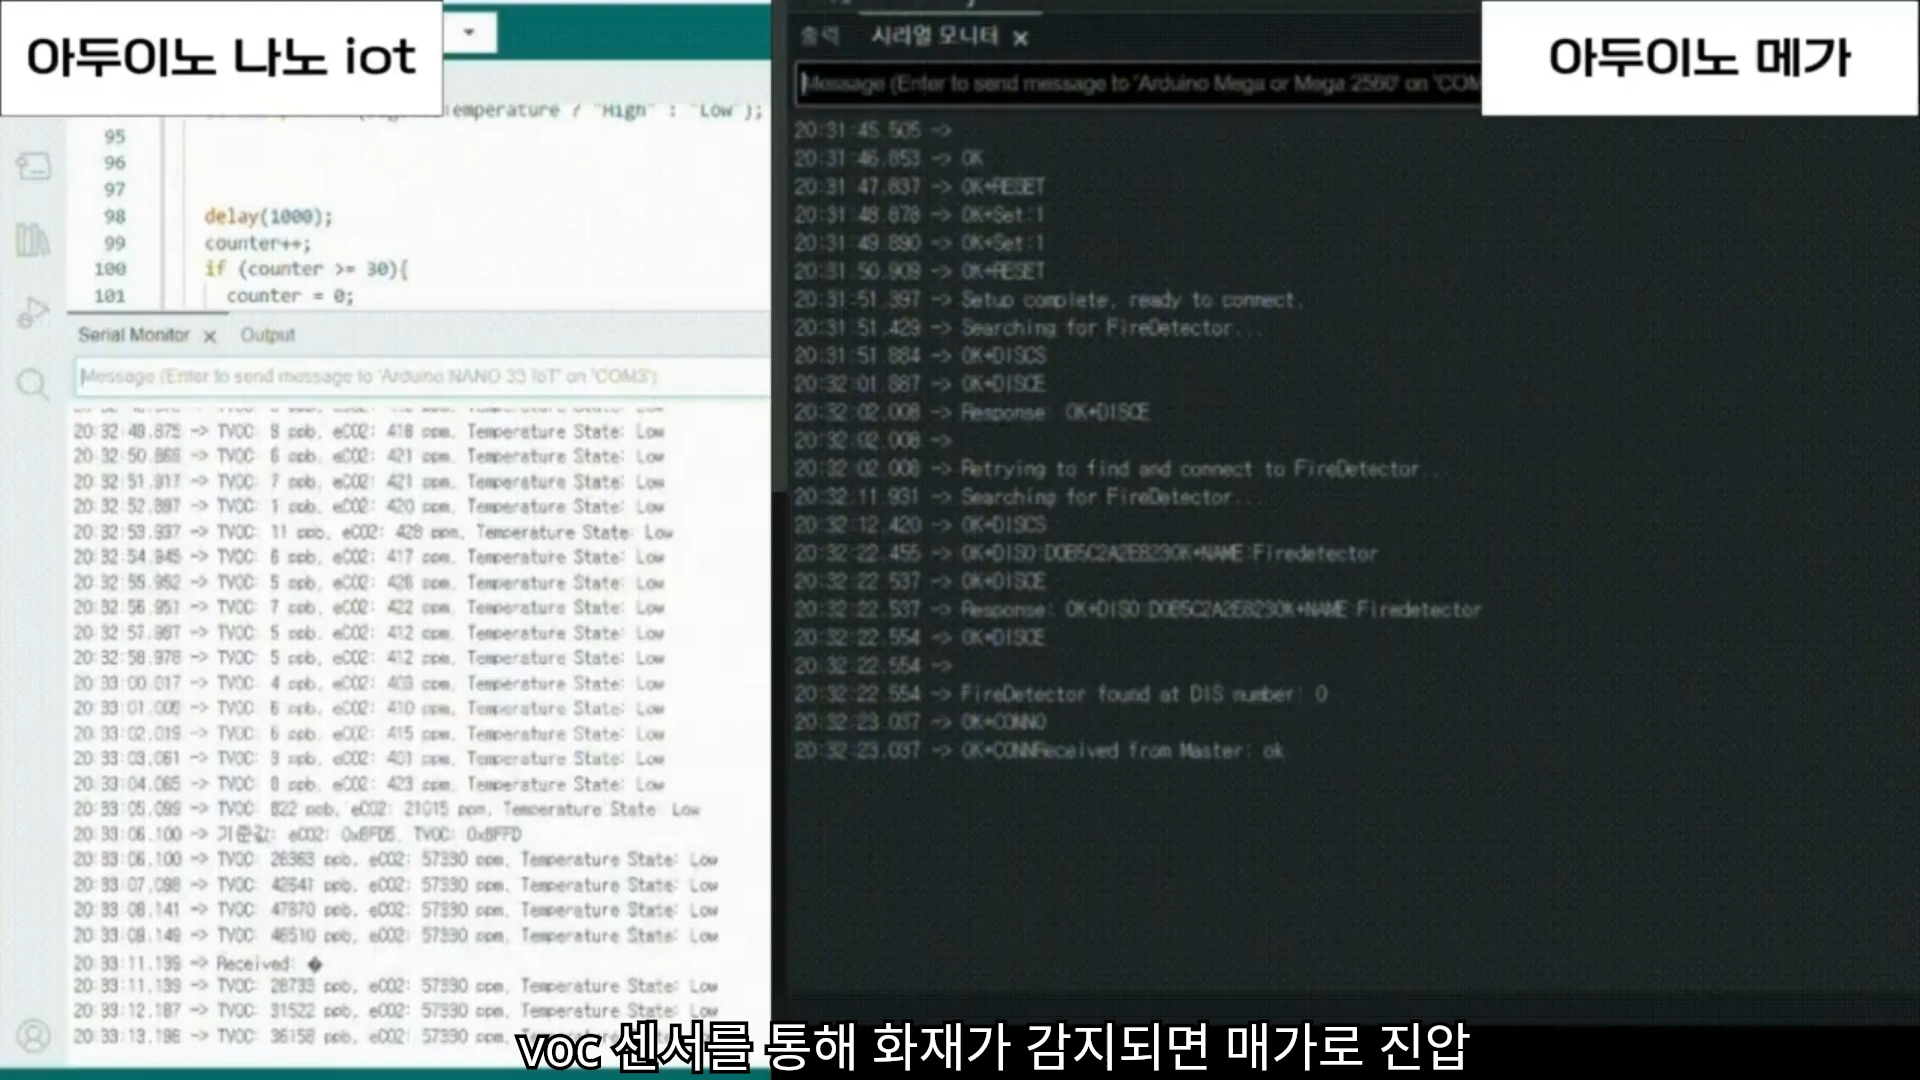 아두이노 나노 iot
아두이노 메가
Temperature ? "High" : "Low");
95
96
97
98 delay(1000);
99 counter++;
100 if (counter >= 30){
101 counter = 0;
Serial Monitor × Output
Message (Enter to send message to 'Arduino NANO 33 IoT' on 'COM3')
20:32:49.875 -> TVOC: 8 ppb, eCO2: 418 ppm, Temperature State: Low
20:32:50.868 -> TVOC: 6 ppb, eCO2: 421 ppm, Temperature State: Low
20:32:51.917 -> TVOC: 7 ppb, eCO2: 421 ppm, Temperature State: Low
20:32:52.897 -> TVOC: 1 ppb, eCO2: 420 ppm, Temperature State: Low
20:32:53.937 -> TVOC: 11 ppb, eCO2: 428 ppm, Temperature State: Low
20:32:54.945 -> TVOC: 6 ppb, eCO2: 417 ppm, Temperature State: Low
20:32:55.952 -> TVOC: 5 ppb, eCO2: 426 ppm, Temperature State: Low
20:32:56.951 -> TVOC: 7 ppb, eCO2: 422 ppm, Temperature State: Low
20:32:57.967 -> TVOC: 5 ppb, eCO2: 412 ppm, Temperature State: Low
20:32:58.978 -> TVOC: 5 ppb, eCO2: 412 ppm, Temperature State: Low
20:33:00.017 -> TVOC: 4 ppb, eCO2: 403 ppm, Temperature State: Low
20:33:01.006 -> TVOC: 6 ppb, eCO2: 410 ppm, Temperature State: Low
20:33:02.019 -> TVOC: 6 ppb, eCO2: 415 ppm, Temperature State: Low
20:33:03.061 -> TVOC: 9 ppb, eCO2: 401 ppm, Temperature State: Low
20:33:04.065 -> TVOC: 8 ppb, eCO2: 423 ppm, Temperature State: Low
20:33:05.099 -> TVOC: 822 ppb, eCO2: 21015 ppm, Temperature State: Low
20:33:06.100 -> 기준값: eCO2: 0x8FD5, TVOC: 0x8FFD
20:33:06.100 -> TVOC: 26363 ppb, eCO2: 57330 ppm, Temperature State: Low
20:33:07.098 -> TVOC: 42641 ppb, eCO2: 57330 ppm, Temperature State: Low
20:33:08.141 -> TVOC: 47870 ppb, eCO2: 57330 ppm, Temperature State: Low
20:33:09.149 -> TVOC: 46510 ppb, eCO2: 57330 ppm, Temperature State: Low
20:33:11.139 -> Received: �
20:33:11.139 -> TVOC: 28733 ppb, eCO2: 57330 ppm, Temperature State: Low
20:33:12.187 -> TVOC: 31522 ppb, eCO2: 57330 ppm, Temperature State: Low
20:33:13.196 -> TVOC: 36158 ppb, eCO2: 57330 ppm,
출력 시리얼 모니터 ×
Message (Enter to send message to 'Arduino Mega or Mega 2560' on 'COM
20:31:45.505 ->
20:31:46.853 -> OK
20:31:47.837 -> OK+RESET
20:31:48.878 -> OK+Set:1
20:31:49.890 -> OK+Set:1
20:31:50.909 -> OK+RESET
20:31:51.397 -> Setup complete, ready to connect.
20:31:51.429 -> Searching for FireDetector...
20:31:51.884 -> OK+DISCS
20:32:01.887 -> OK+DISCE
20:32:02.008 -> Response: OK+DISCE
20:32:02.008 ->
20:32:02.008 -> Retrying to find and connect to FireDetector...
20:32:11.931 -> Searching for FireDetector...
20:32:12.420 -> OK+DISCS
20:32:22.455 -> OK+DIS0:D0B5C2A2E823OK+NAME:Firedetector
20:32:22.537 -> OK+DISCE
20:32:22.537 -> Response: OK+DIS0:D0B5C2A2E823OK+NAME:Firedetector
20:32:22.554 -> OK+DISCE
20:32:22.554 ->
20:32:22.554 -> FireDetector found at DIS number: 0
20:32:23.037 -> OK+CONN0
20:32:23.037 -> OK+CONNReceived from Master: ok
voc 센서를 통해 화재가 감지되면 매가로 진압